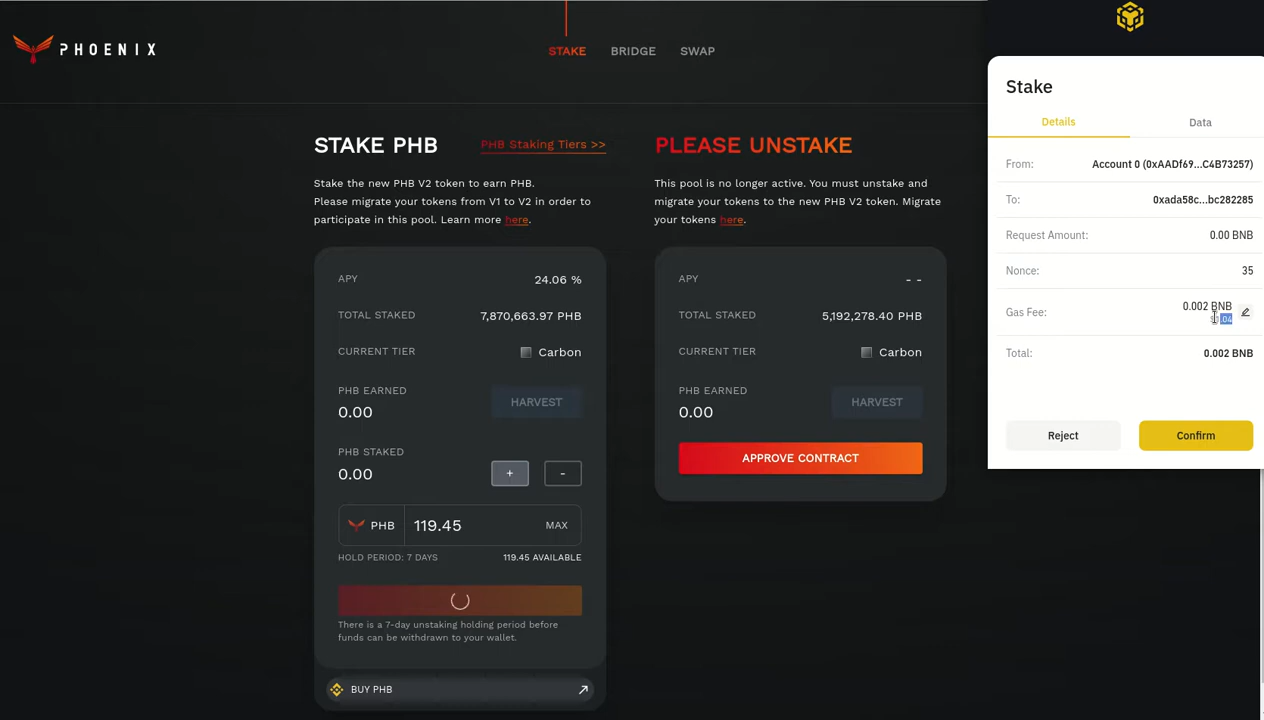 PHOENIX
STAKE BRIDGE SWAP
STAKE PHB
PHB Staking Tiers >>
Stake the new PHB V2 token to earn PHB.
Please migrate your tokens from V1 to V2 in order to
participate in this pool. Learn more here.
APY 24.06 %
TOTAL STAKED 7,870,663.97 PHB
CURRENT TIER Carbon
PHB EARNED
0.00 HARVEST
PHB STAKED
0.00 + -
PHB 119.45 MAX
HOLD PERIOD: 7 DAYS 119.45 AVAILABLE
There is a 7-day unstaking holding period before
funds can be withdrawn to your wallet.
BUY PHB
PLEASE UNSTAKE
This pool is no longer active. You must unstake and
migrate your tokens to the new PHB V2 token. Migrate
your tokens here.
APY - -
TOTAL STAKED 5,192,278.40 PHB
CURRENT TIER Carbon
PHB EARNED
0.00 HARVEST
APPROVE CONTRACT
Stake
Details Data
From: Account 0 (0xAADf69...C4B73257)
To: 0xada58c...bc282285
Request Amount: 0.00 BNB
Nonce: 35
Gas Fee: 0.002 BNB
Total: 0.002 BNB
Reject Confirm